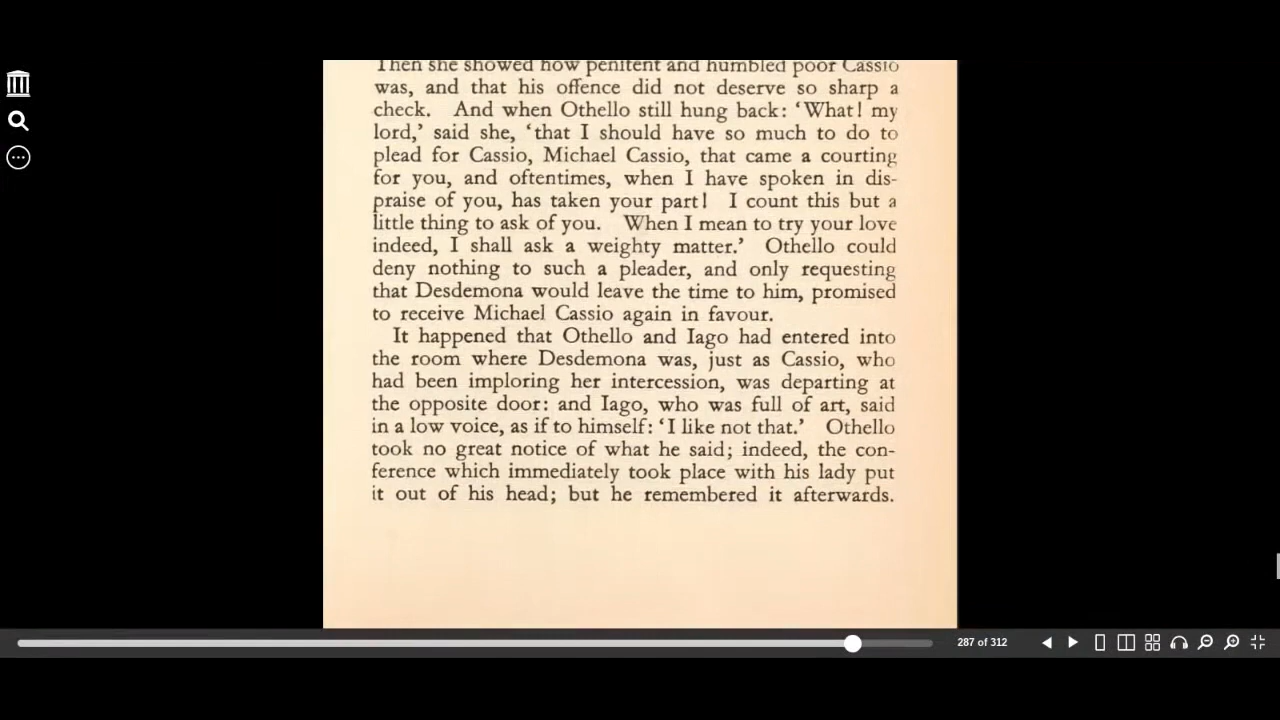 Then she showed how penitent and humbled poor Cassio
was, and that his offence did not deserve so sharp a
check. And when Othello still hung back: ‘What! my
lord,’ said she, ‘that I should have so much to do to
plead for Cassio, Michael Cassio, that came a courting
for you, and oftentimes, when I have spoken in dis-
praise of you, has taken your part! I count this but a
little thing to ask of you. When I mean to try your love
indeed, I shall ask a weighty matter.’ Othello could
deny nothing to such a pleader, and only requesting
that Desdemona would leave the time to him, promised
to receive Michael Cassio again in favour.
It happened that Othello and Iago had entered into
the room where Desdemona was, just as Cassio, who
had been imploring her intercession, was departing at
the opposite door: and Iago, who was full of art, said
in a low voice, as if to himself: ‘I like not that.’ Othello
took no great notice of what he said; indeed, the con-
ference which immediately took place with his lady put
it out of his head; but he remembered it afterwards.
287 of 312